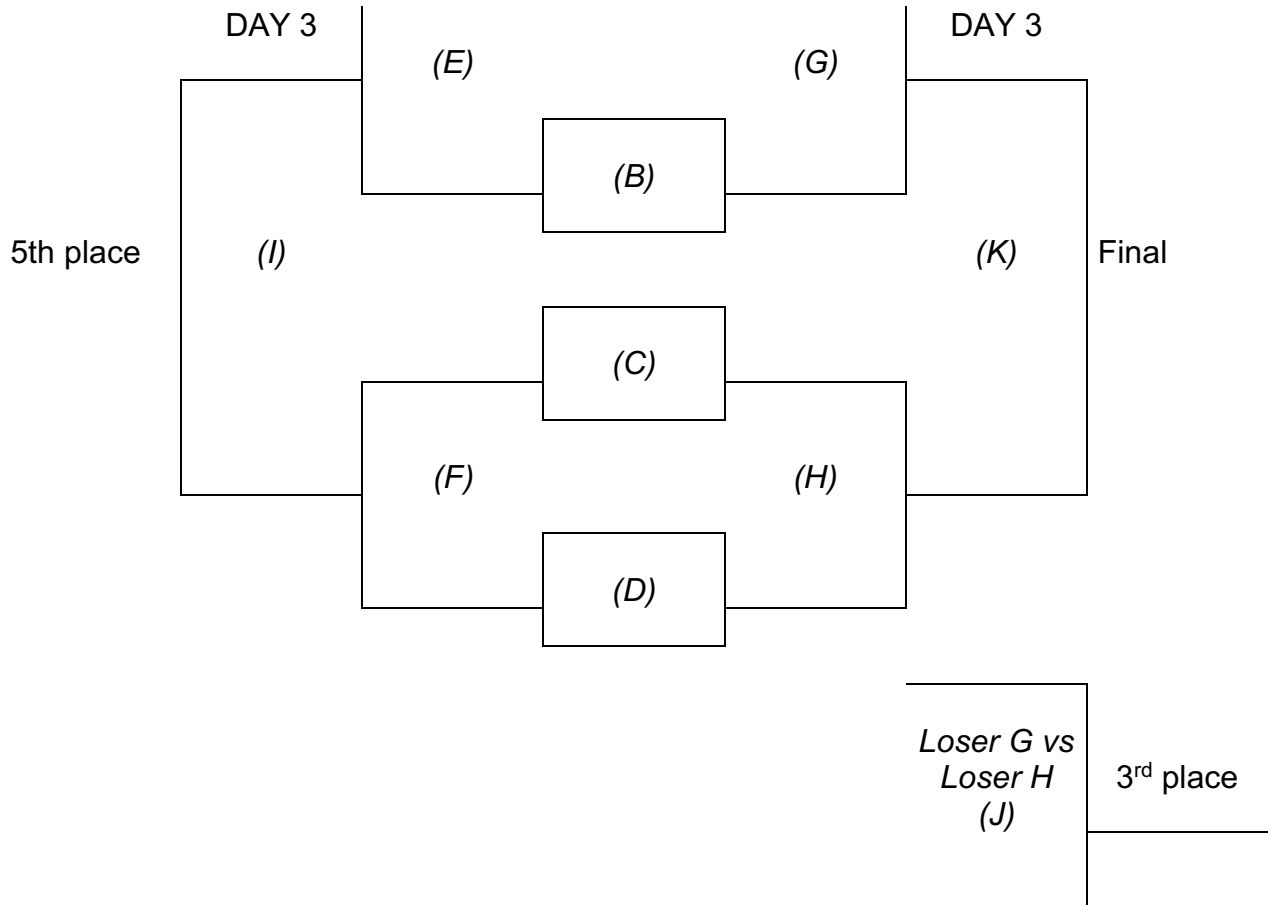 DAY 3
DAY 3
(E)
(G)
(B)
5th place
(I)
(K)
Final
(C)
(F)
(H)
(D)
Loser G vs
Loser H
(J)
3rd place